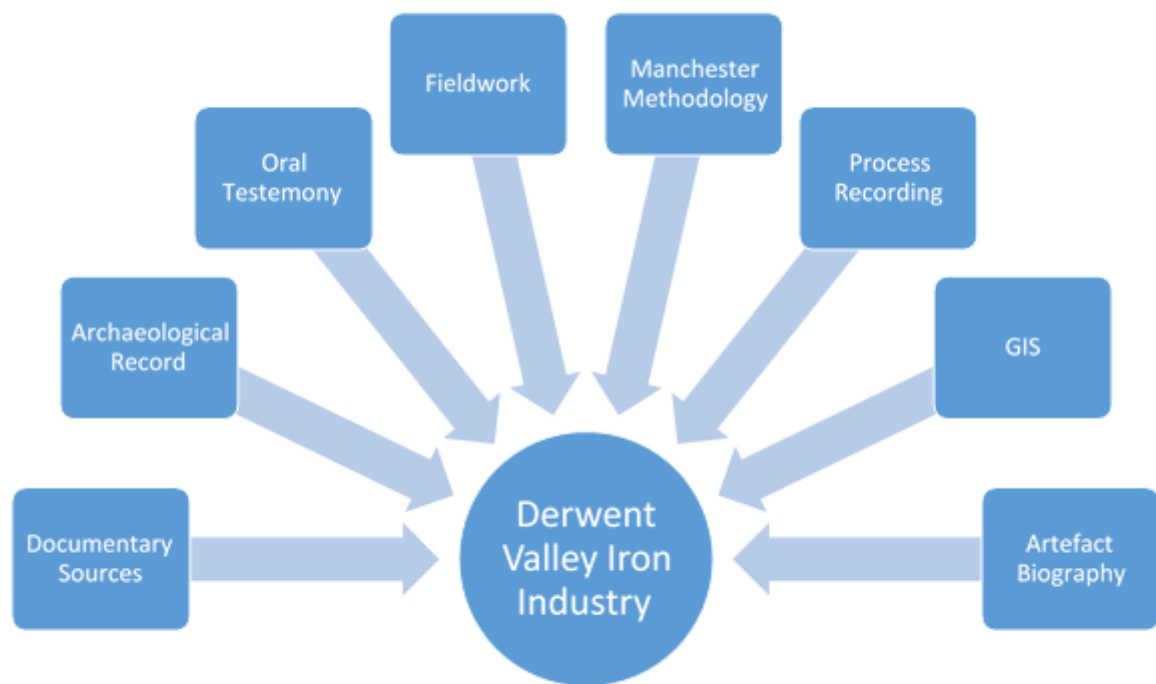 Fieldwork
Manchester
Methodology
Oral
Testemony
Process
Recording
Archaeological
Record
GIS
Documentary
Sources
Derwent
Valley Iron
Industry
Artefact
Biography